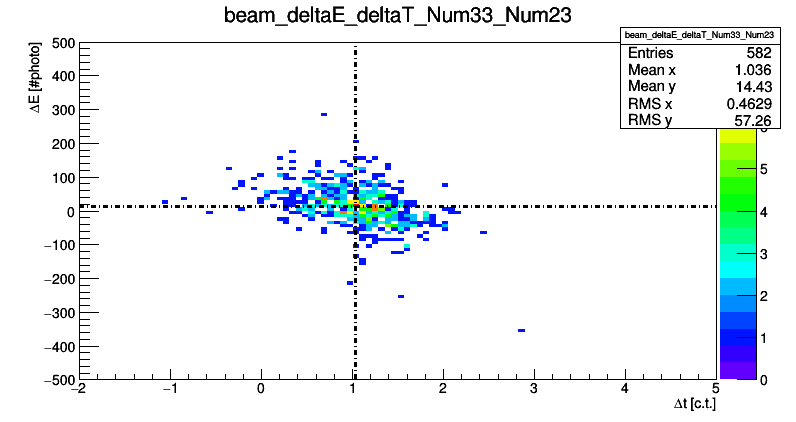 beam_deltaE_deltaT_Num33_Num23
beam_deltaE_deltaT_Num33_Num23
Entries 582
Mean x 1.036
Mean y 14.43
RMS x 0.4629
RMS y 57.26
ΔE [#photo]
500
400
300
200
100
0
−100
−200
−300
−400
−500
−2 −1 0 1 2 3 4 5
Δt [c.t.]
5
4
3
2
1
0